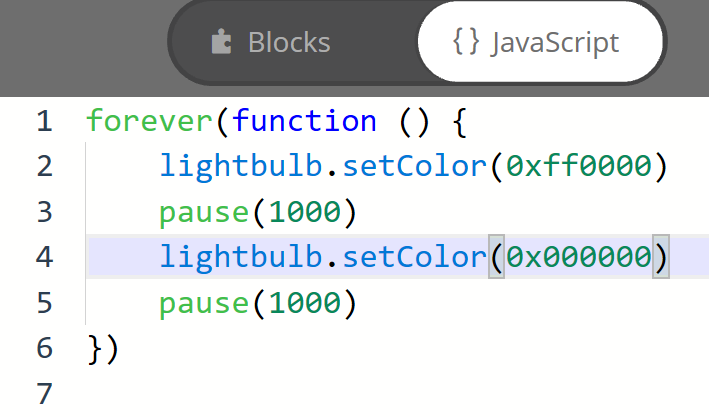 Blocks
{ } JavaScript
1 forever(function () {
2     lightbulb.setColor(0xff0000)
3     pause(1000)
4     lightbulb.setColor(0x000000)
5     pause(1000)
6 })
7